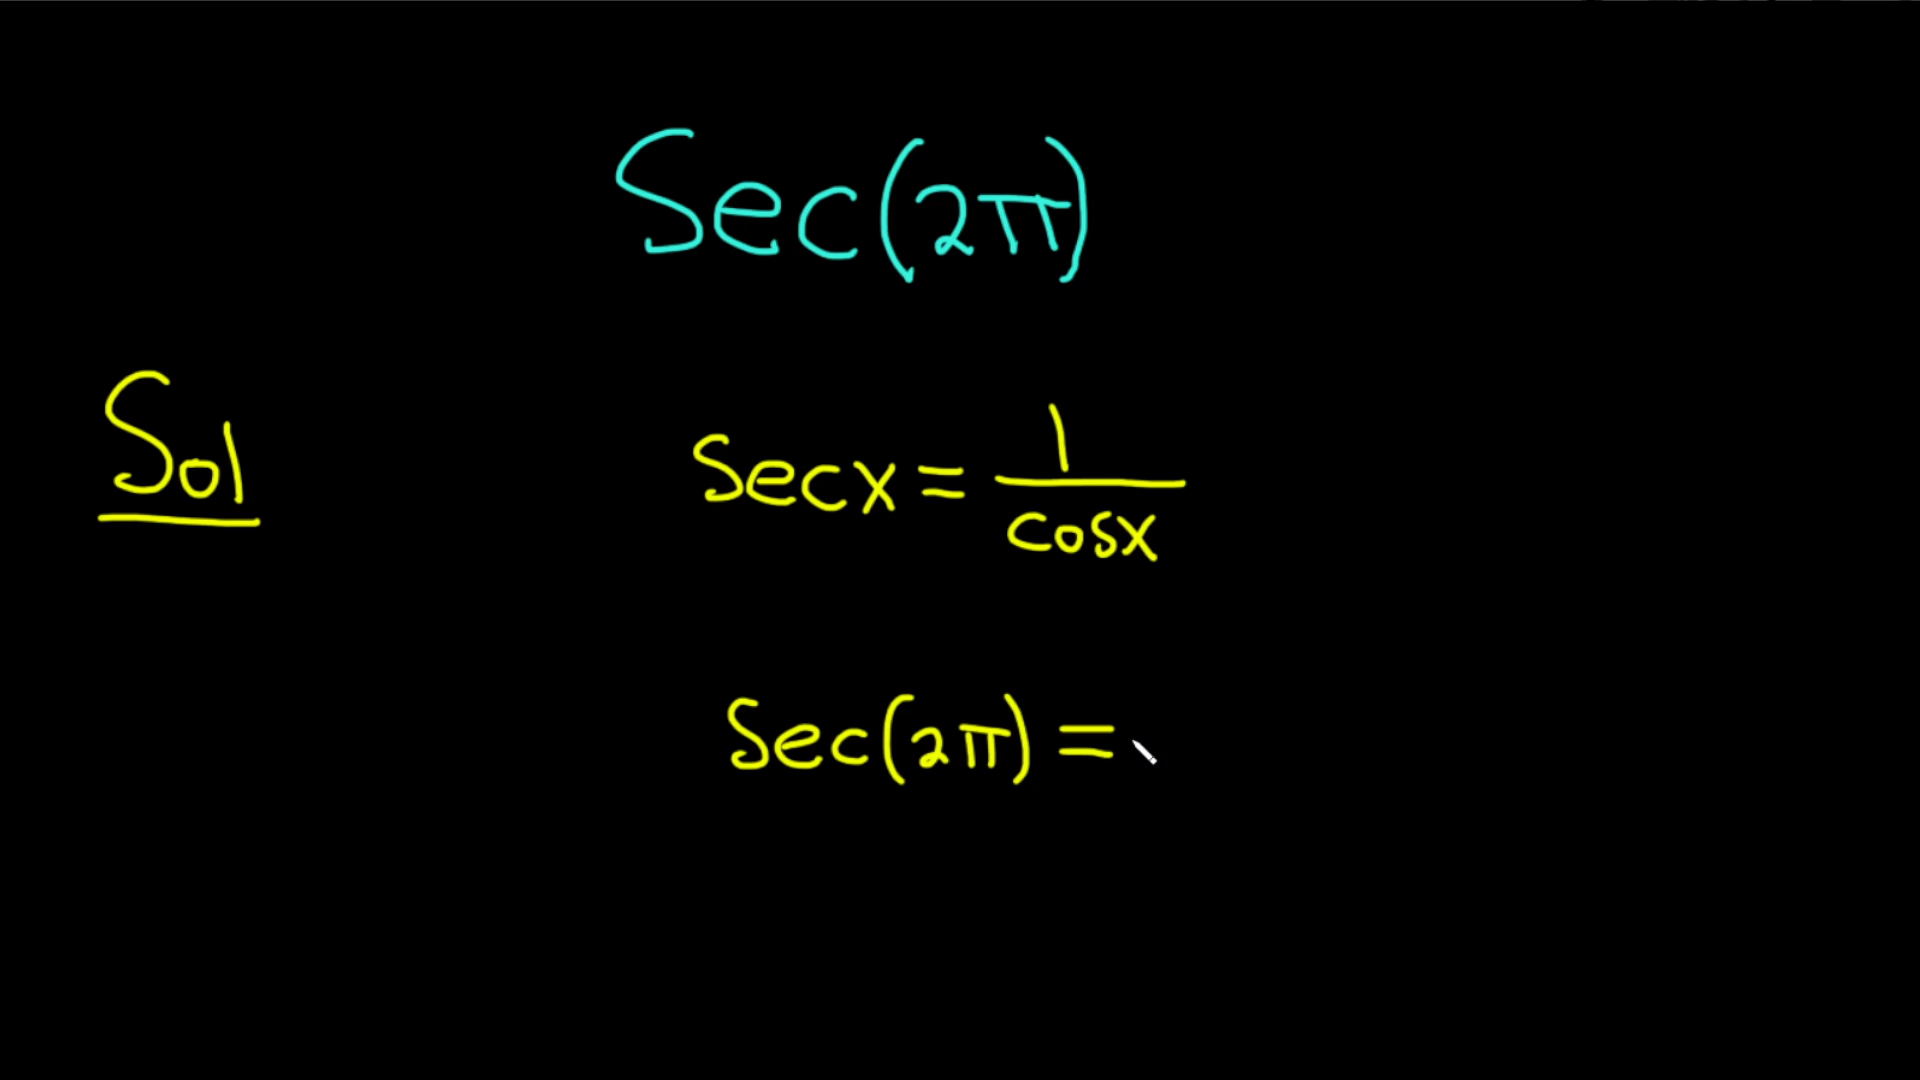 Sec(2π)
Sol
Secx = 1/cosx
Sec(2π) =